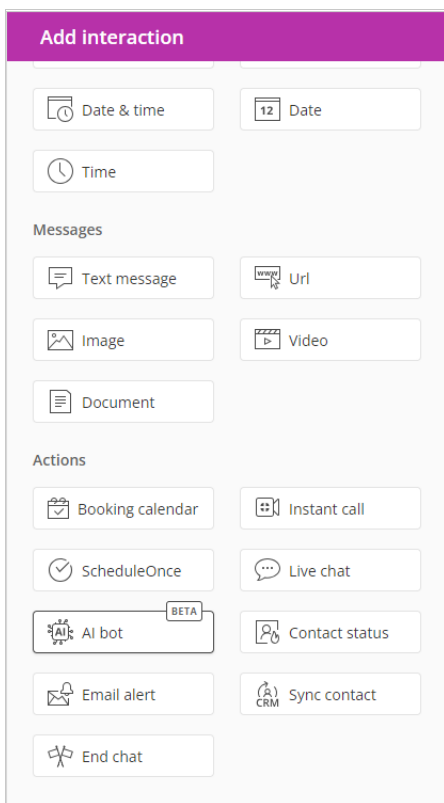 Add interaction
Date & time
12 Date
Time
Messages
Text message
www Url
Image
Video
Document
Actions
Booking calendar
Instant call
ScheduleOnce
Live chat
BETA
AI AI bot
Contact status
Email alert
CRM Sync contact
End chat